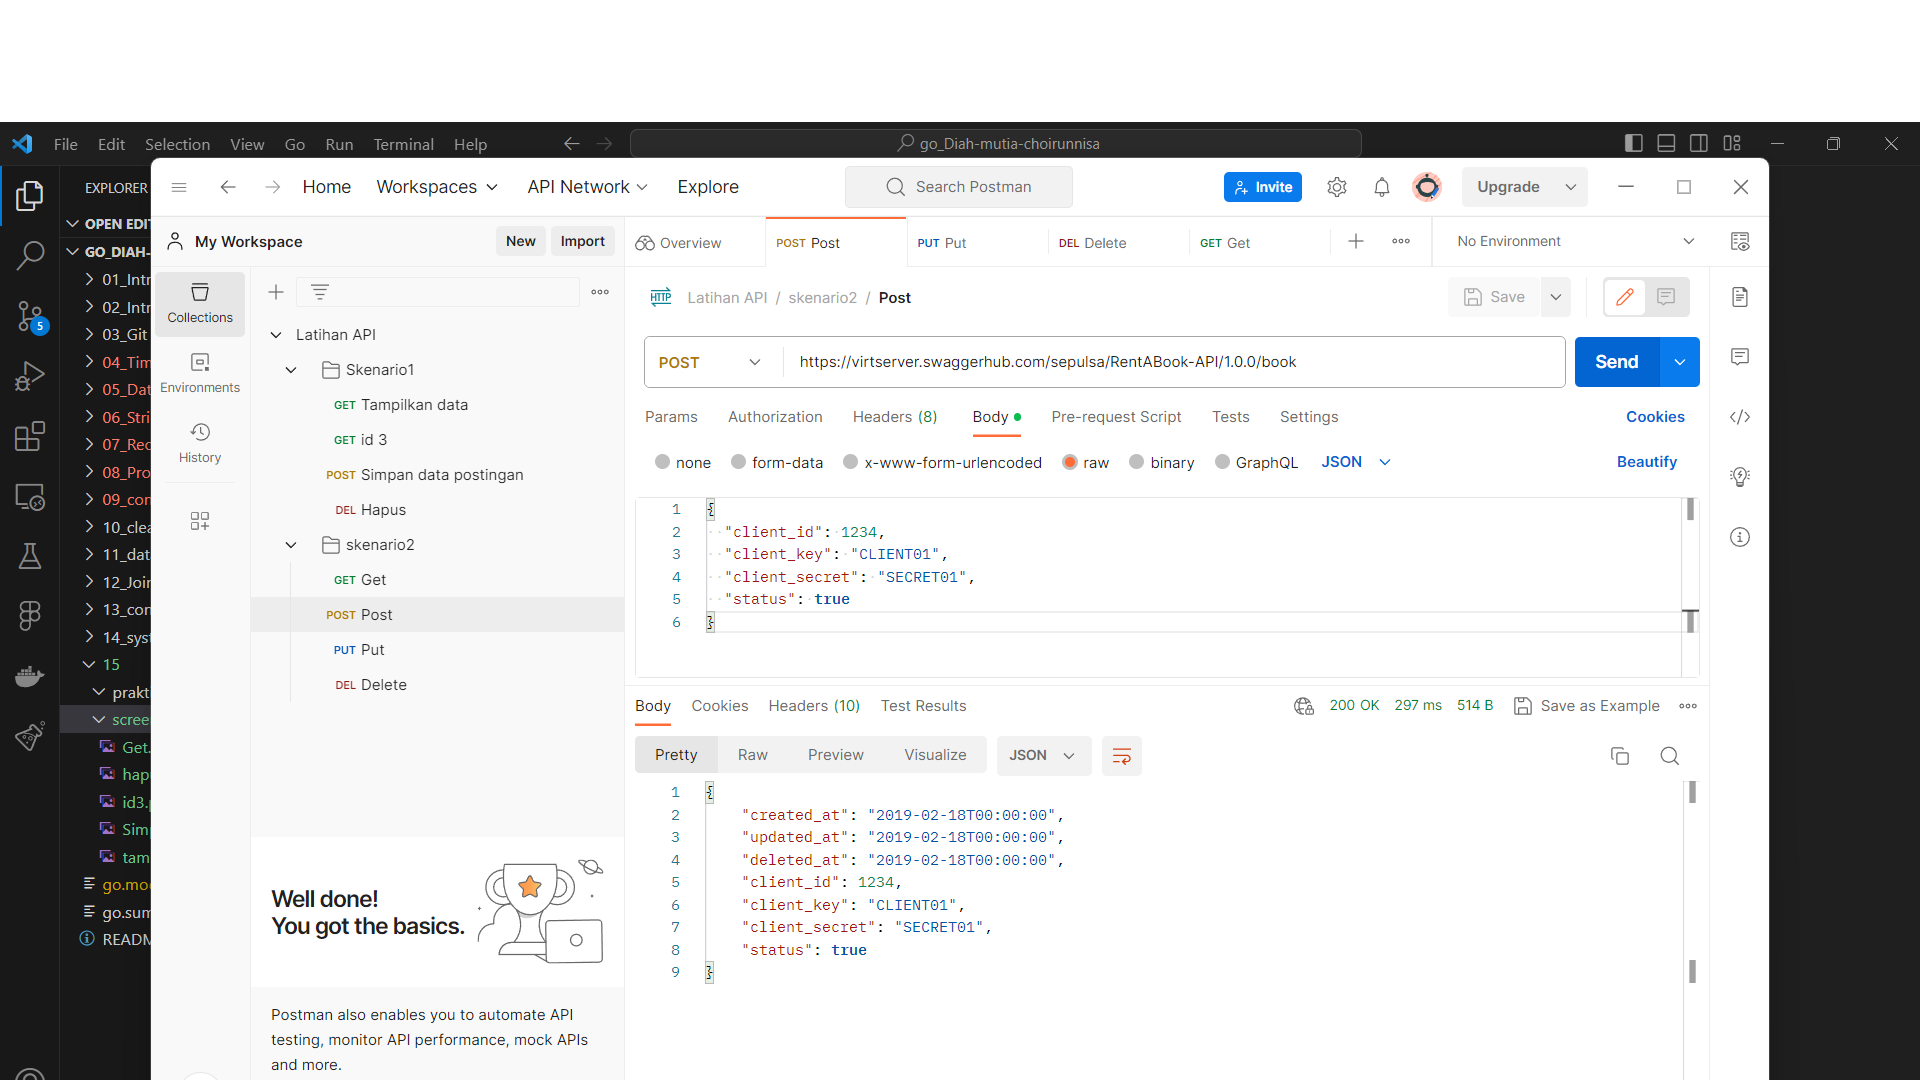 File Edit Selection View Go Run Terminal Help
go_Diah-mutia-choirunnisa
EXPLORER
OPEN EDIT
GO_DIAH-
01_Intr
02_Intr
03_Git
04_Tim
05_Dat
06_Stri
07_Rec
08_Pro
09_con
10_clea
11_dat
12_Join
13_con
14_syst
15
prakt
scree
Get.
hapu
id3.p
Simp
tam
go.mod
go.sum
README
5
Home Workspaces API Network Explore
Search Postman
Invite
Upgrade
My Workspace
New Import
Collections
Environments
History
Latihan API
Skenario1
GET Tampilkan data
GET id 3
POST Simpan data postingan
DEL Hapus
skenario2
GET Get
POST Post
PUT Put
DEL Delete
Well done!
You got the basics.
Postman also enables you to automate API
testing, monitor API performance, mock APIs
and more.
Overview
POST Post
PUT Put
DEL Delete
GET Get
No Environment
HTTP Latihan API / skenario2 / Post
Save
POST https://virtserver.swaggerhub.com/sepulsa/RentABook-API/1.0.0/book
Send
Params Authorization Headers (8) Body Pre-request Script Tests Settings Cookies
none form-data x-www-form-urlencoded raw binary GraphQL JSON Beautify
1 {
2 "client_id": 1234,
3 "client_key": "CLIENT01",
4 "client_secret": "SECRET01",
5 "status": true
6 }
Body Cookies Headers (10) Test Results 200 OK 297 ms 514 B Save as Example
Pretty Raw Preview Visualize JSON
1 {
2 "created_at": "2019-02-18T00:00:00",
3 "updated_at": "2019-02-18T00:00:00",
4 "deleted_at": "2019-02-18T00:00:00",
5 "client_id": 1234,
6 "client_key": "CLIENT01",
7 "client_secret": "SECRET01",
8 "status": true
9 }